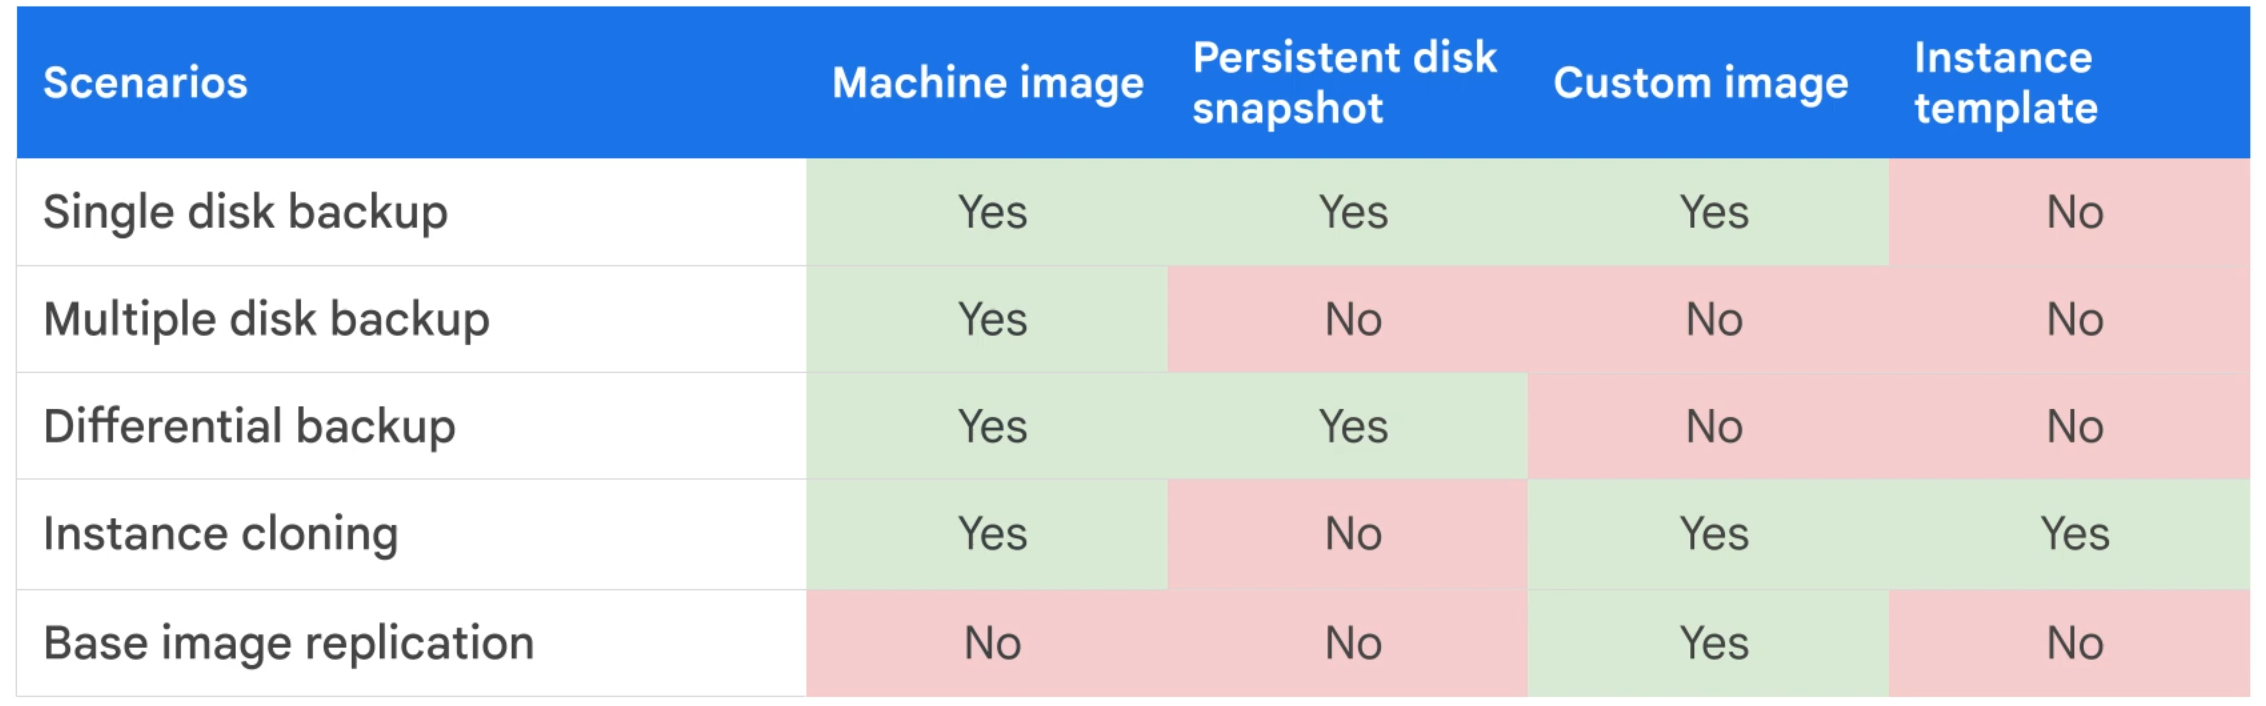 Scenarios Machine image Persistent disk snapshot Custom image Instance template
Single disk backup Yes Yes Yes No
Multiple disk backup Yes No No No
Differential backup Yes Yes No No
Instance cloning Yes No Yes Yes
Base image replication No No Yes No